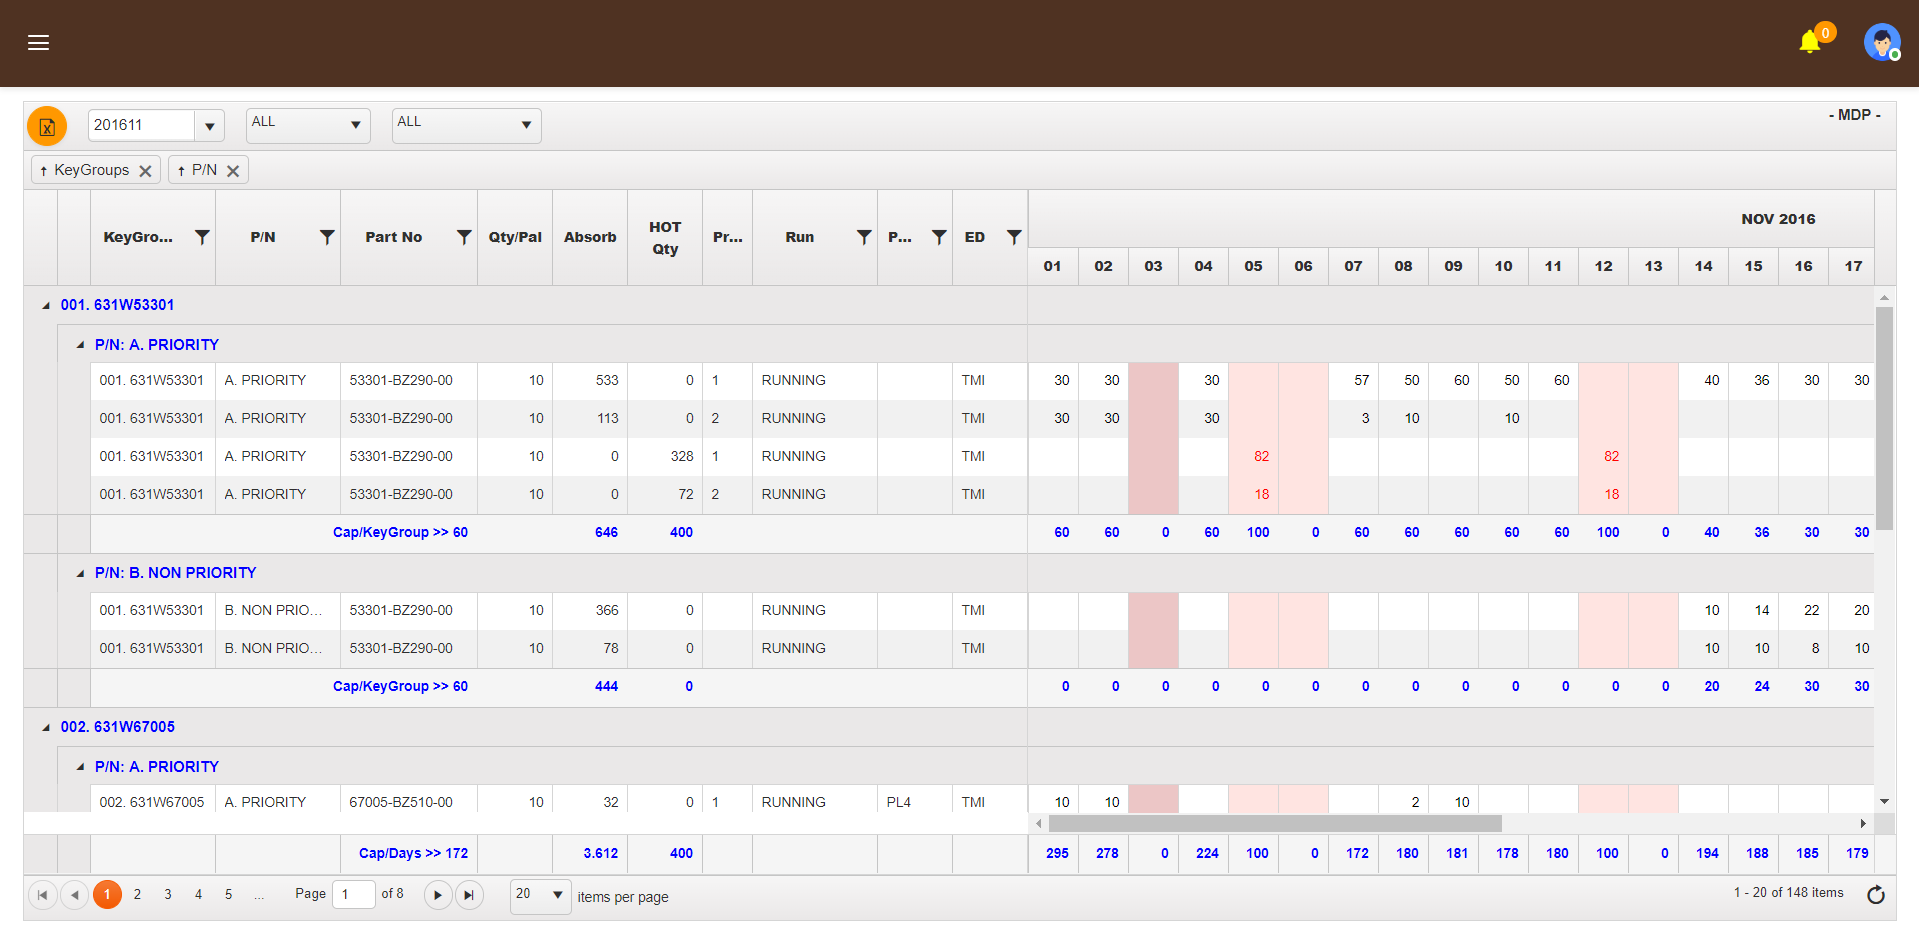 0
201611 ALL ALL - MDP -
↑ KeyGroups ↑ P/N
NOV 2016
KeyGro... P/N Part No Qty/Pal Absorb HOT Qty Pr... Run P... ED
01 02 03 04 05 06 07 08 09 10 11 12 13 14 15 16 17
001. 631W53301
P/N: A. PRIORITY
001. 631W53301 A. PRIORITY 53301-BZ290-00 10 533 0 1 RUNNING TMI 30 30 30 57 50 60 50 60 40 36 30 30
001. 631W53301 A. PRIORITY 53301-BZ290-00 10 113 0 2 RUNNING TMI 30 30 30 3 10 10
001. 631W53301 A. PRIORITY 53301-BZ290-00 10 0 328 1 RUNNING TMI 82 82
001. 631W53301 A. PRIORITY 53301-BZ290-00 10 0 72 2 RUNNING TMI 18 18
Cap/KeyGroup >> 60 646 400 60 60 0 60 100 0 60 60 60 60 60 100 0 40 36 30 30
P/N: B. NON PRIORITY
001. 631W53301 B. NON PRIO... 53301-BZ290-00 10 366 0 RUNNING TMI 10 14 22 20
001. 631W53301 B. NON PRIO... 53301-BZ290-00 10 78 0 RUNNING TMI 10 10 8 10
Cap/KeyGroup >> 60 444 0 0 0 0 0 0 0 0 0 0 0 0 0 0 20 24 30 30
002. 631W67005
P/N: A. PRIORITY
002. 631W67005 A. PRIORITY 67005-BZ510-00 10 32 0 1 RUNNING PL4 TMI 10 10 2 10
Cap/Days >> 172 3.612 400 295 278 0 224 100 0 172 180 181 178 180 100 0 194 188 185 179
1 2 3 4 5 ... Page 1 of 8 20 items per page 1 - 20 of 148 items